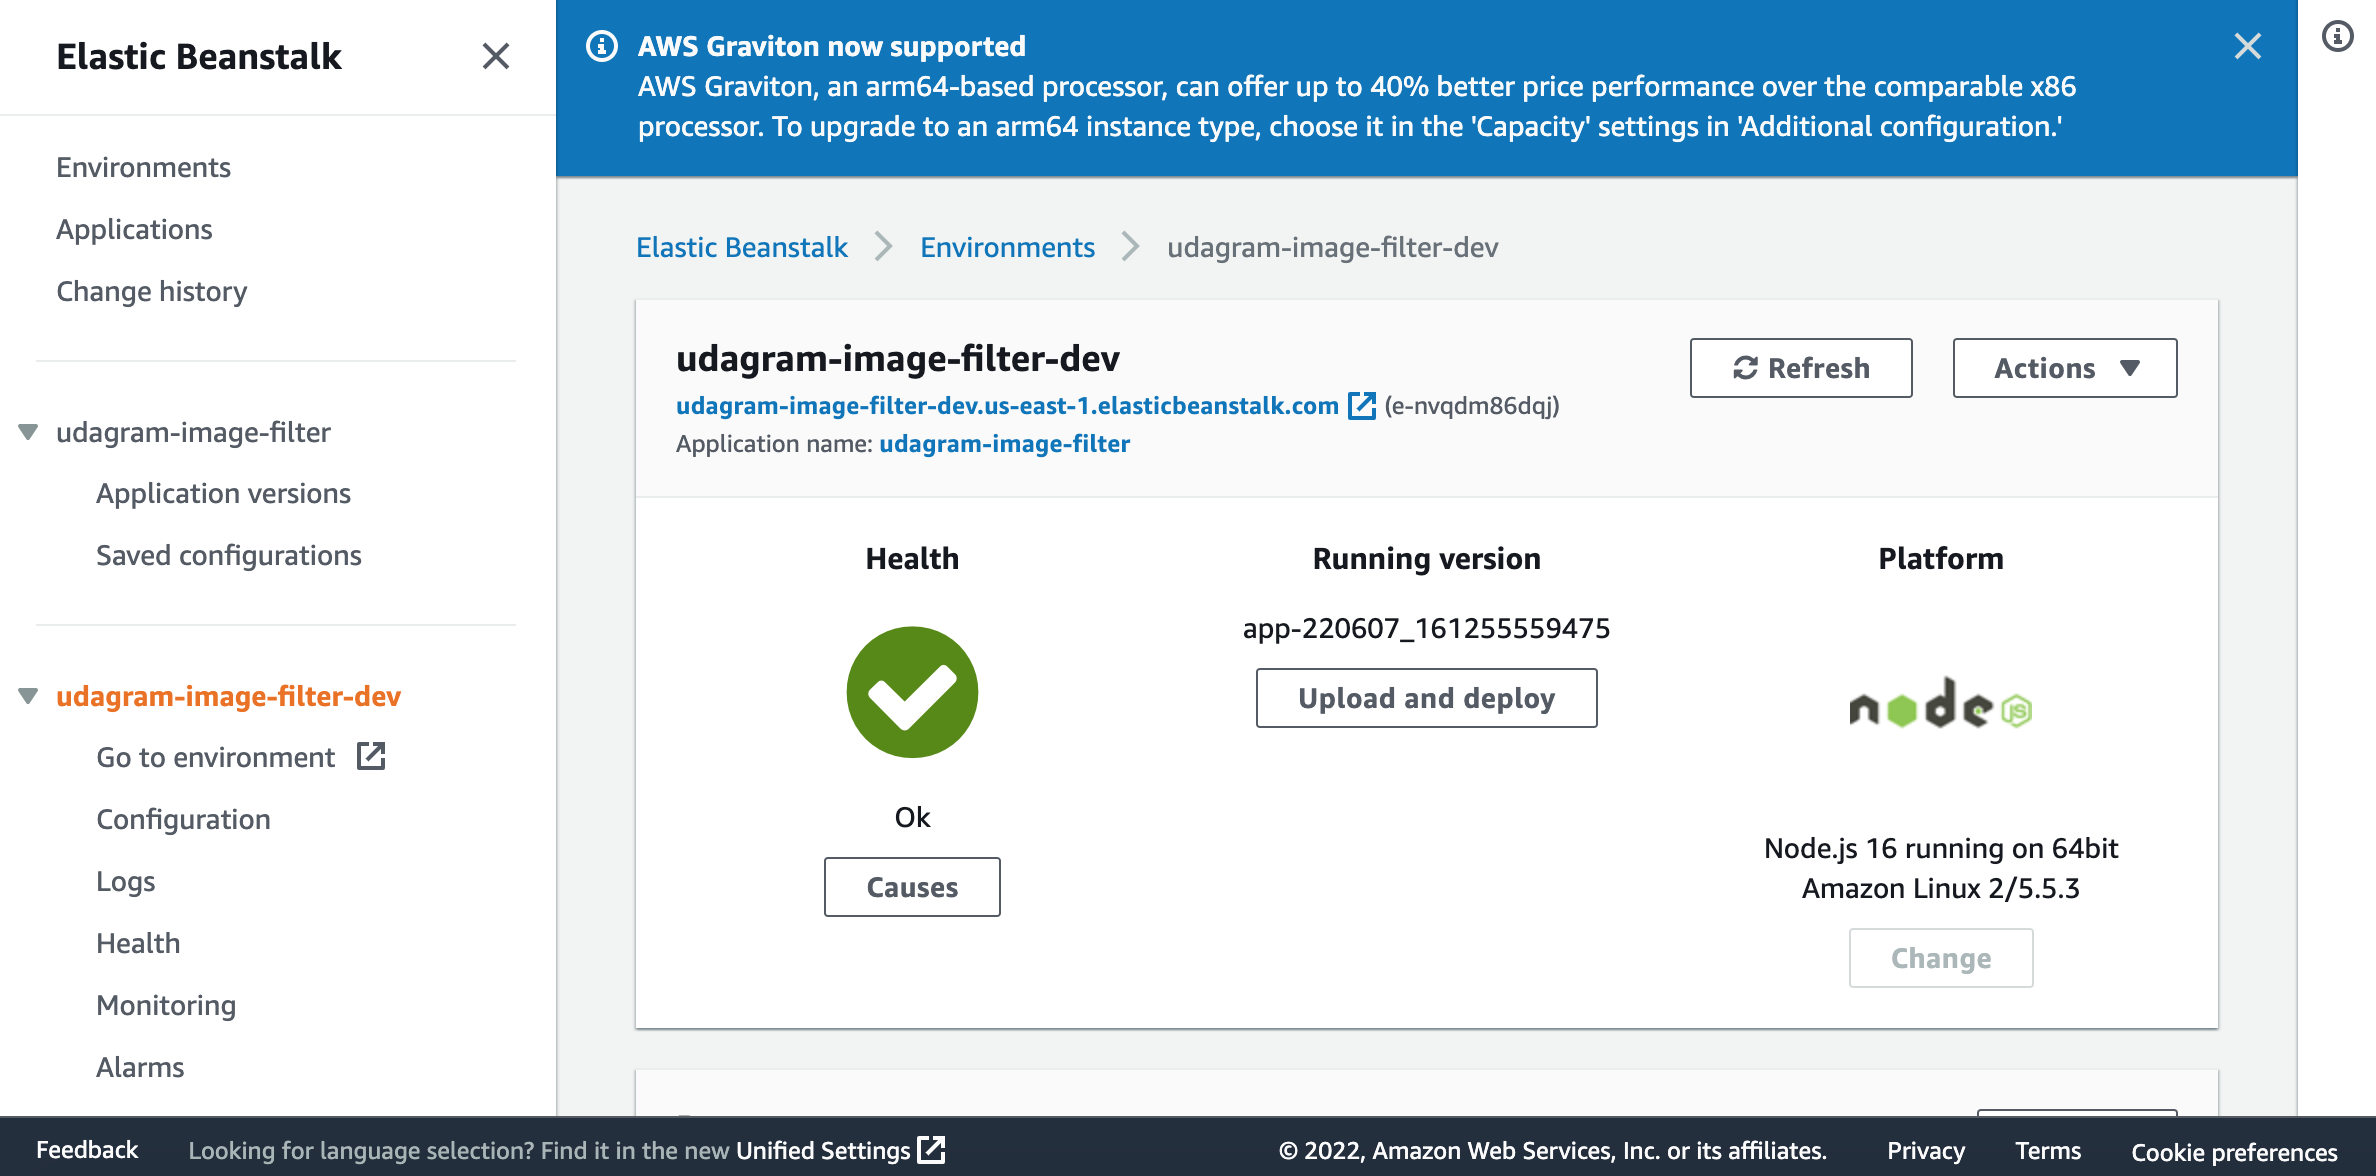 Elastic Beanstalk
Environments
Applications
Change history
udagram-image-filter
Application versions
Saved configurations
udagram-image-filter-dev
Go to environment
Configuration
Logs
Health
Monitoring
Alarms
AWS Graviton now supported
AWS Graviton, an arm64-based processor, can offer up to 40% better price performance over the comparable x86
processor. To upgrade to an arm64 instance type, choose it in the 'Capacity' settings in 'Additional configuration.'
Elastic Beanstalk Environments udagram-image-filter-dev
udagram-image-filter-dev
udagram-image-filter-dev.us-east-1.elasticbeanstalk.com (e-nvqdm86dqj)
Application name: udagram-image-filter
Refresh
Actions
Health
Ok
Causes
Running version
app-220607_161255559475
Upload and deploy
Platform
node JS
Node.js 16 running on 64bit
Amazon Linux 2/5.5.3
Change
Feedback Looking for language selection? Find it in the new Unified Settings © 2022, Amazon Web Services, Inc. or its affiliates. Privacy Terms Cookie preferences